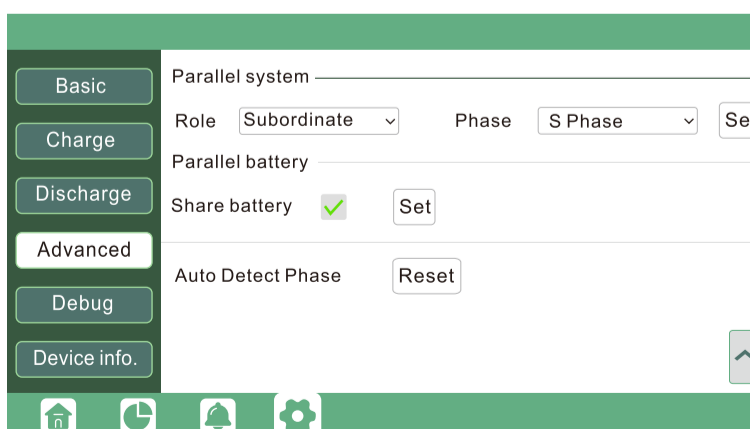 Basic
Charge
Discharge
Advanced
Debug
Device info.
Parallel system
Role Subordinate Phase S Phase Se
Parallel battery
Share battery Set
Auto Detect Phase Reset